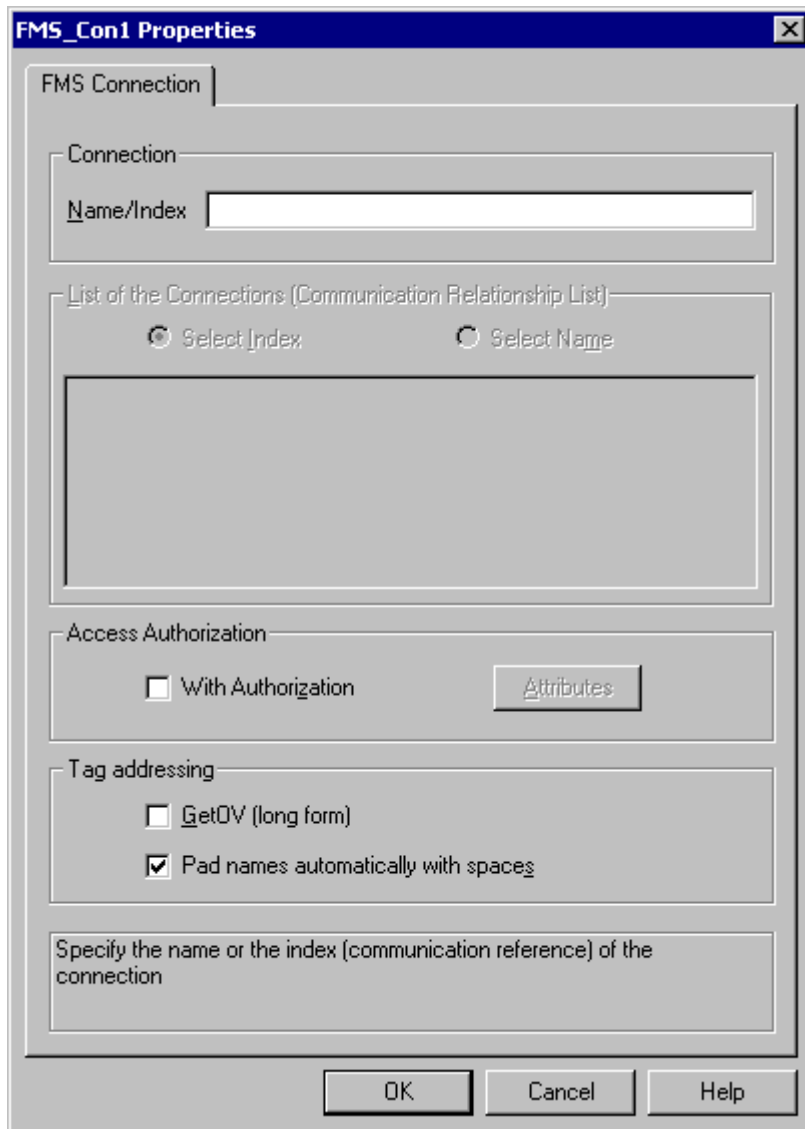 FMS_Con1 Properties
FMS Connection
Connection
Name/Index
List of the Connections (Communication Relationship List)
Select Index
Select Name
Access Authorization
With Authorization
Attributes
Tag addressing
GetOV (long form)
Pad names automatically with spaces
Specify the name or the index (communication reference) of the
connection
OK
Cancel
Help